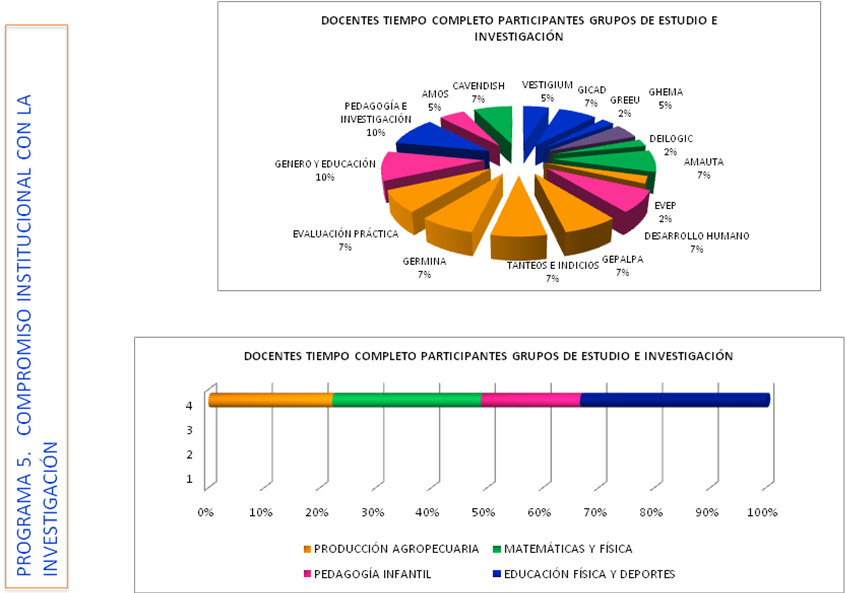 PROGRAMA 5. COMPROMISO INSTITUCIONAL CON LA
INVESTIGACIÓN
DOCENTES TIEMPO COMPLETO PARTICIPANTES GRUPOS DE ESTUDIO E
INVESTIGACIÓN
VESTIGIUM
5%
GICAD
7%
GREEU
2%
GHEMA
5%
DEILOGIC
2%
AMAUTA
7%
EVEP
2%
DESARROLLO HUMANO
7%
GEPALPA
7%
TANTEOS E INDICIOS
7%
GERMINA
7%
EVALUACIÓN PRÁCTICA
7%
GENERO Y EDUCACIÓN
10%
PEDAGOGÍA E
INVESTIGACIÓN
10%
AMOS
5%
CAVENDISH
7%
DOCENTES TIEMPO COMPLETO PARTICIPANTES GRUPOS DE ESTUDIO E INVESTIGACIÓN
4
3
2
1
0% 10% 20% 30% 40% 50% 60% 70% 80% 90% 100%
PRODUCCIÓN AGROPECUARIA MATEMÁTICAS Y FÍSICA
PEDAGOGÍA INFANTIL EDUCACIÓN FÍSICA Y DEPORTES